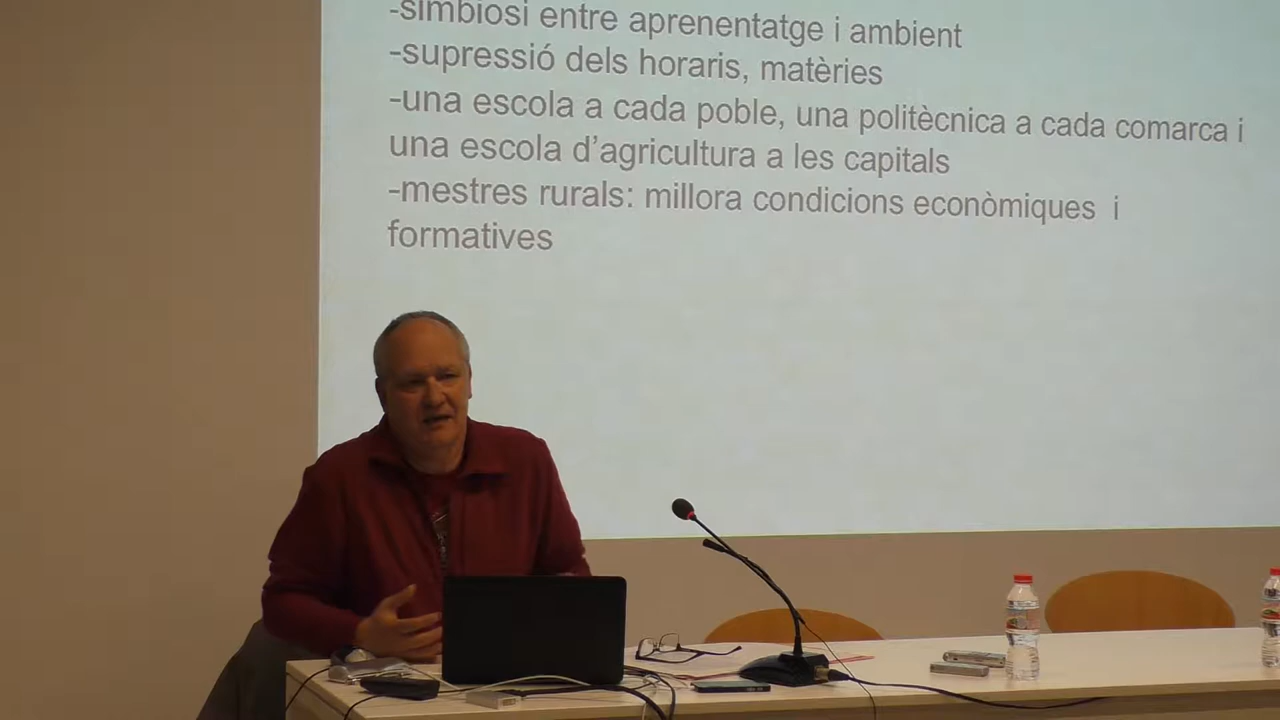 -simbiosi entre aprenentatge i ambient
-supressió dels horaris, matèries
-una escola a cada poble, una politècnica a cada comarca i
una escola d’agricultura a les capitals
-mestres rurals: millora condicions econòmiques i
formatives